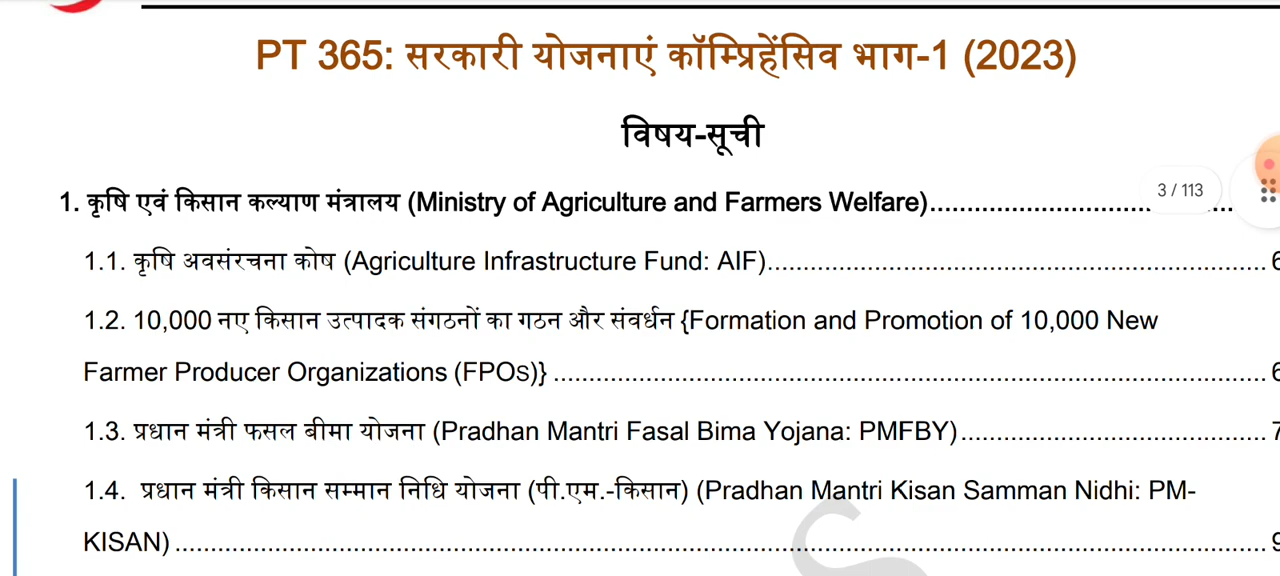 PT 365: सरकारी योजनाएं कॉम्प्रिहेंसिव भाग-1 (2023)
विषय-सूची
1. कृषि एवं किसान कल्याण मंत्रालय (Ministry of Agriculture and Farmers Welfare)..........................................
3 / 113
1.1. कृषि अवसंरचना कोष (Agriculture Infrastructure Fund: AIF)...................................................................... 6
1.2. 10,000 नए किसान उत्पादक संगठनों का गठन और संवर्धन {Formation and Promotion of 10,000 New
Farmer Producer Organizations (FPOs)} .................................................................................................... 6
1.3. प्रधान मंत्री फसल बीमा योजना (Pradhan Mantri Fasal Bima Yojana: PMFBY)........................................... 7
1.4. प्रधान मंत्री किसान सम्मान निधि योजना (पी.एम.-किसान) (Pradhan Mantri Kisan Samman Nidhi: PM-
KISAN) ......................................................................................................................................................... 9